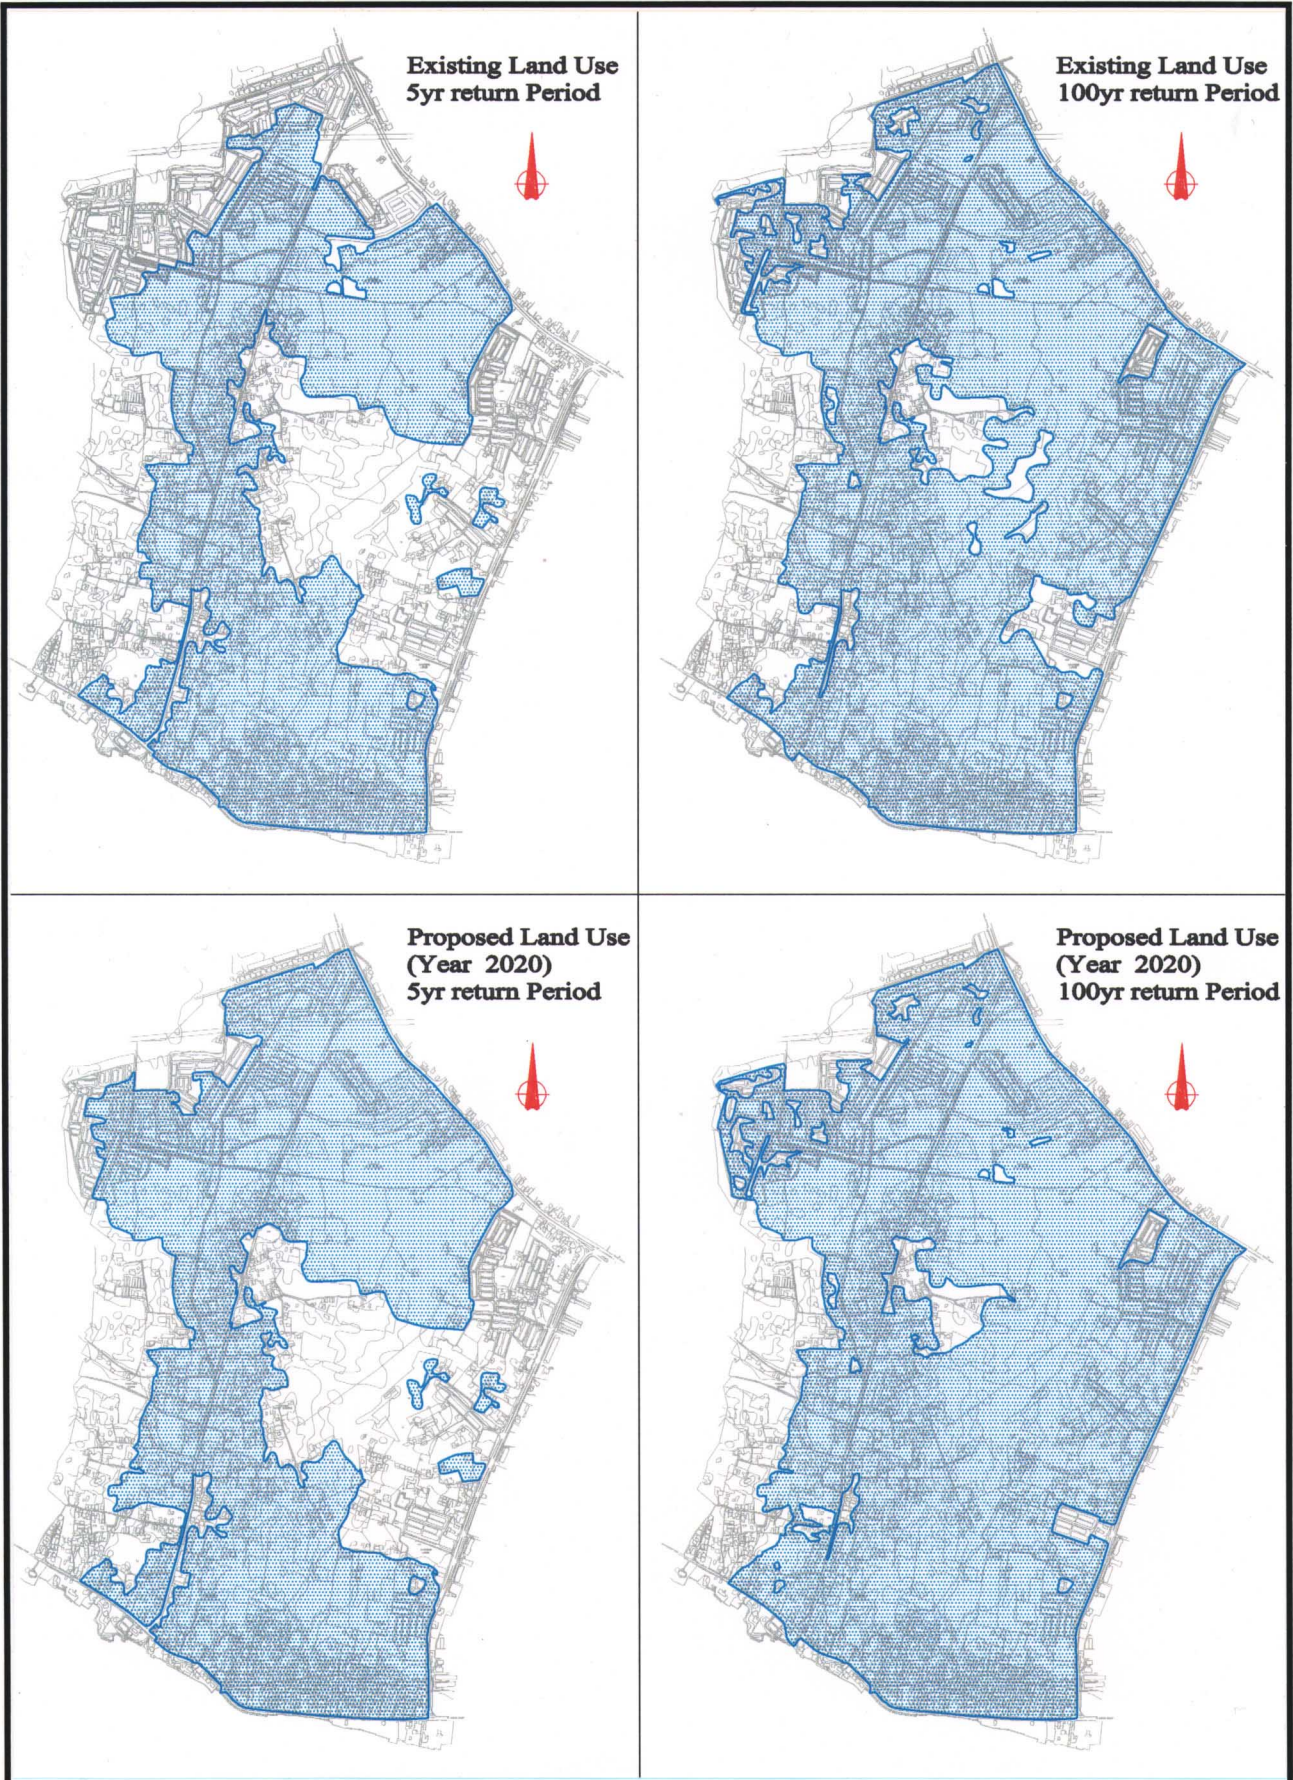 Existing Land Use
5yr return Period
Existing Land Use
100yr return Period
Proposed Land Use
(Year 2020)
5yr return Period
Proposed Land Use
(Year 2020)
100yr return Period